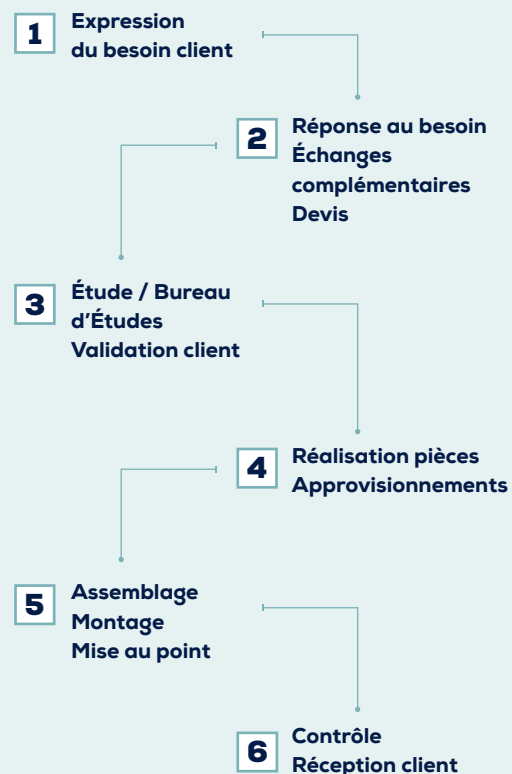 1
Expression
du besoin client
2
Réponse au besoin
Échanges
complémentaires
Devis
3
Étude / Bureau
d’Études
Validation client
4
Réalisation pièces
Approvisionnements
5
Assemblage
Montage
Mise au point
6
Contrôle
Réception client